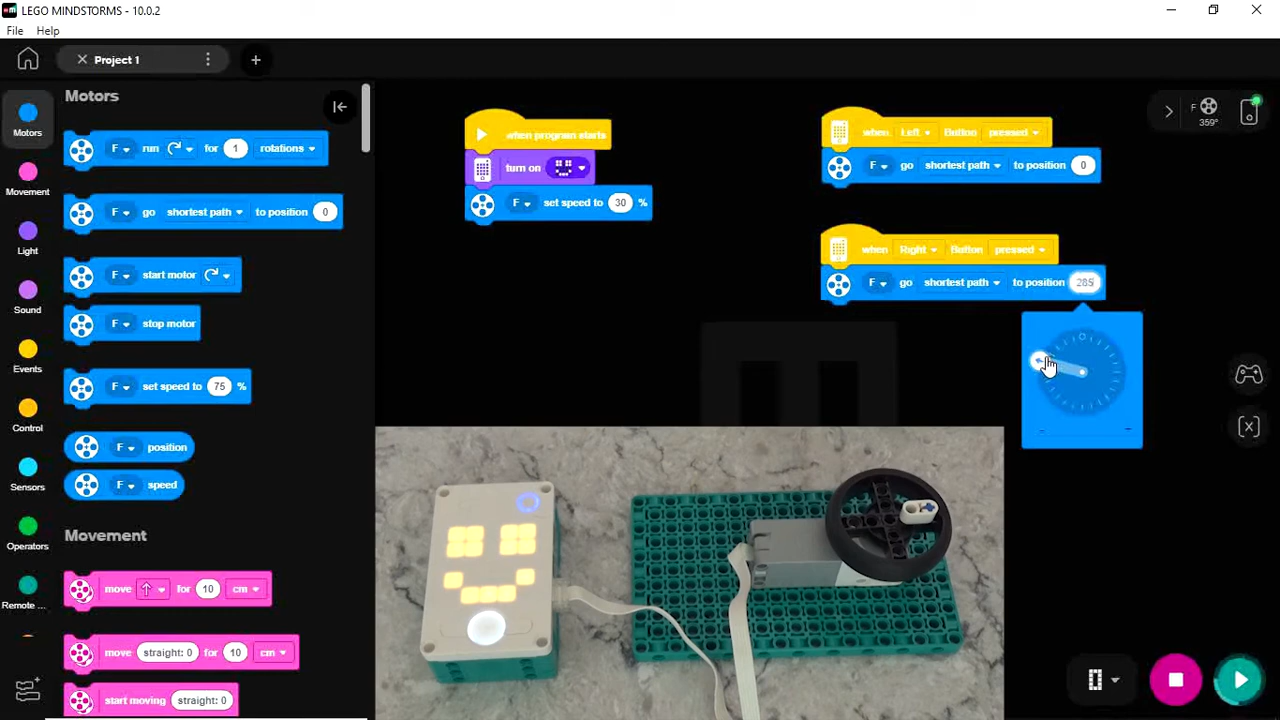 LEGO MINDSTORMS - 10.0.2
File Help
Project 1
Motors
Movement
Light
Sound
Events
Control
Sensors
Operators
Remote ...
Motors
F run for 1 rotations
F go shortest path to position 0
F start motor
F stop motor
F set speed to 75 %
F position
F speed
Movement
move for 10 cm
move straight: 0 for 10 cm
start moving straight: 0
when program starts
turn on
F set speed to 30 %
when Left Button pressed
F go shortest path to position 0
when Right Button pressed
F go shortest path to position 285
F
359°